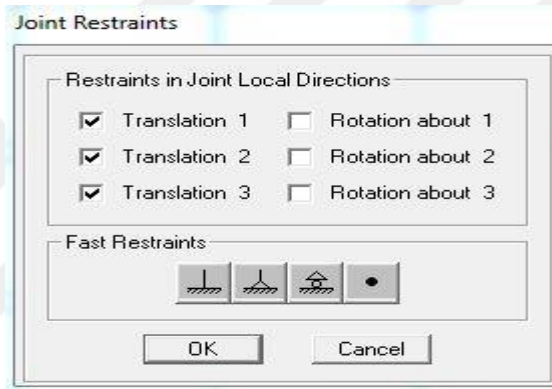 Joint Restraints
Restraints in Joint Local Directions
Translation 1 Rotation about 1
Translation 2 Rotation about 2
Translation 3 Rotation about 3
Fast Restraints
OK Cancel